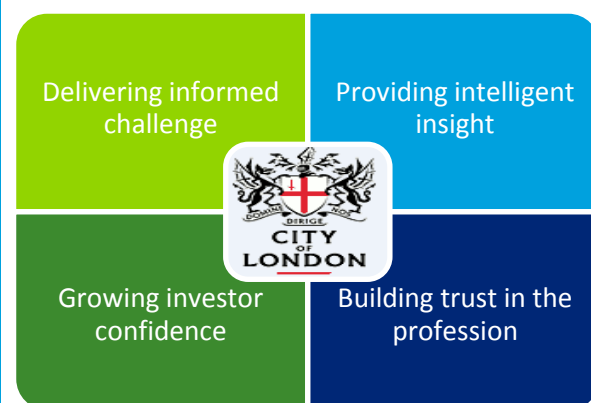 Delivering informed
challenge
Providing intelligent
insight
DOMINE DIRIGE NOS
CITY
OF
LONDON
Growing investor
confidence
Building trust in the
profession